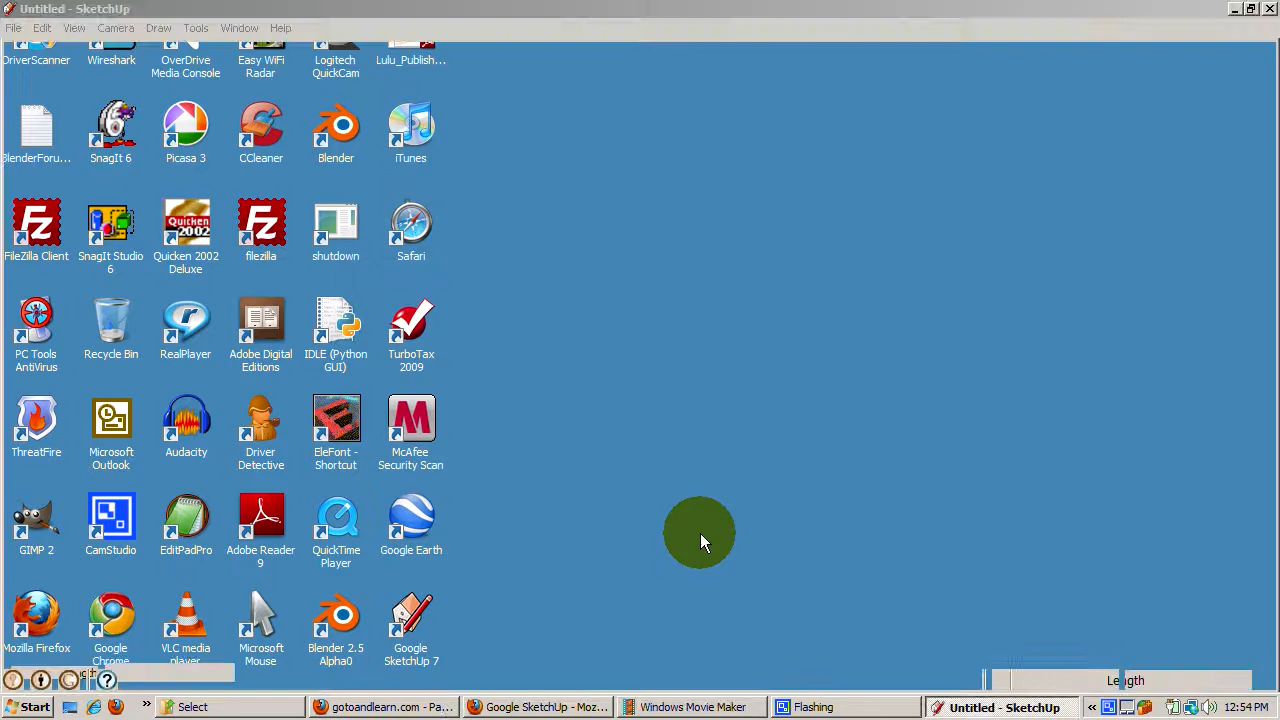 Untitled - SketchUp
File Edit View Camera Draw Tools Window Help
DriverScanner
Wireshark
OverDrive
Media Console
Easy WiFi
Radar
Logitech
QuickCam
Lulu_Publish...
BlenderForu...
SnagIt 6
Picasa 3
CCleaner
Blender
iTunes
FileZilla Client
SnagIt Studio
6
Quicken
2002
Quicken 2002
Deluxe
filezilla
shutdown
Safari
PC Tools
AntiVirus
Recycle Bin
RealPlayer
Adobe Digital
Editions
IDLE (Python
GUI)
TurboTax
2009
ThreatFire
Microsoft
Outlook
Audacity
Driver
Detective
EleFont -
Shortcut
McAfee
Security Scan
GIMP 2
CamStudio
EditPadPro
Adobe Reader
9
QuickTime
Player
Google Earth
Mozilla Firefox
Google
Chrome
VLC media
player
Microsoft
Mouse
Blender 2.5
Alpha0
Google
SketchUp 7
Length
Start
Select
gotoandlearn.com - Pa...
Google SketchUp - Moz...
Windows Movie Maker
Flashing
Untitled - SketchUp
12:54 PM